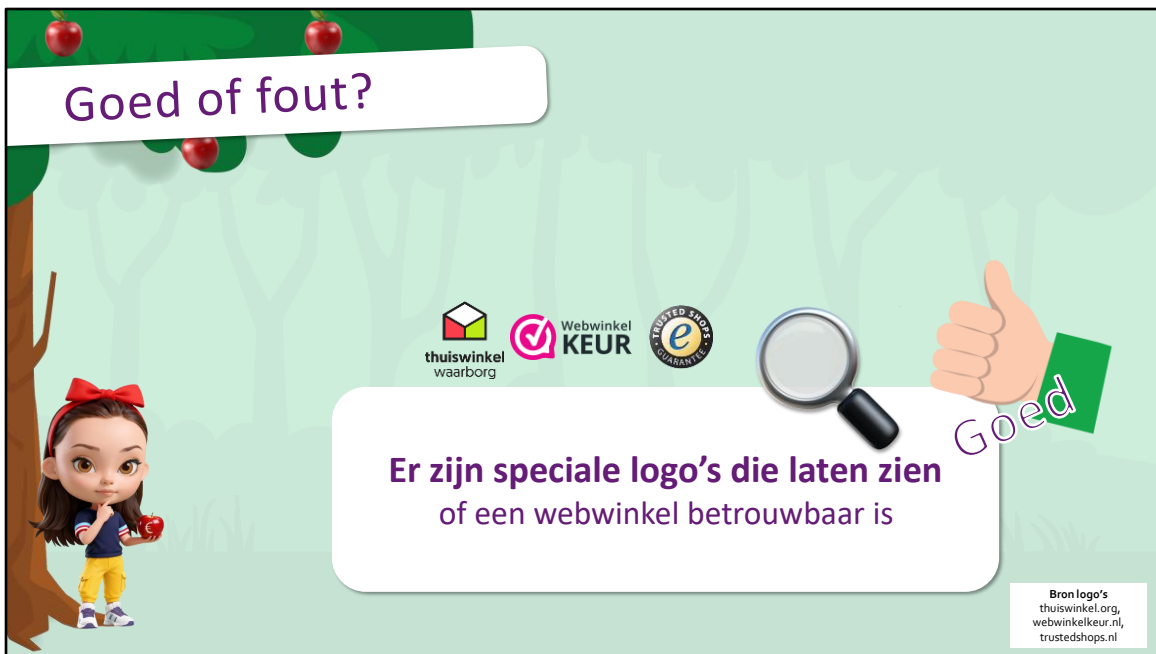 Goed of fout?
thuiswinkel
waarborg
Webwinkel
KEUR
TRUSTED SHOPS
e
GUARANTEE
Goed
Er zijn speciale logo's die laten zien
of een webwinkel betrouwbaar is
€
Bron logo's
thuiswinkel.org,
webwinkelkeur.nl,
trustedshops.nl